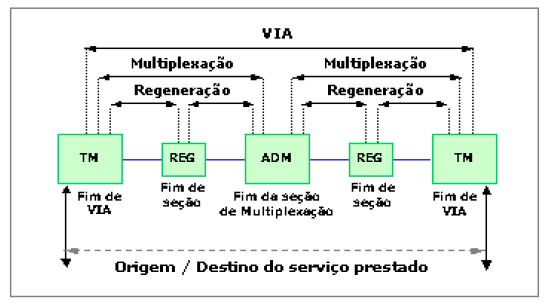 VIA
Multiplexação Multiplexação
Regeneração Regeneração
TM REG ADM REG TM
Fim de VIA
Fim de seção
Fim da seção de Multiplexação
Fim de seção
Fim de VIA
Origem / Destino do serviço prestado